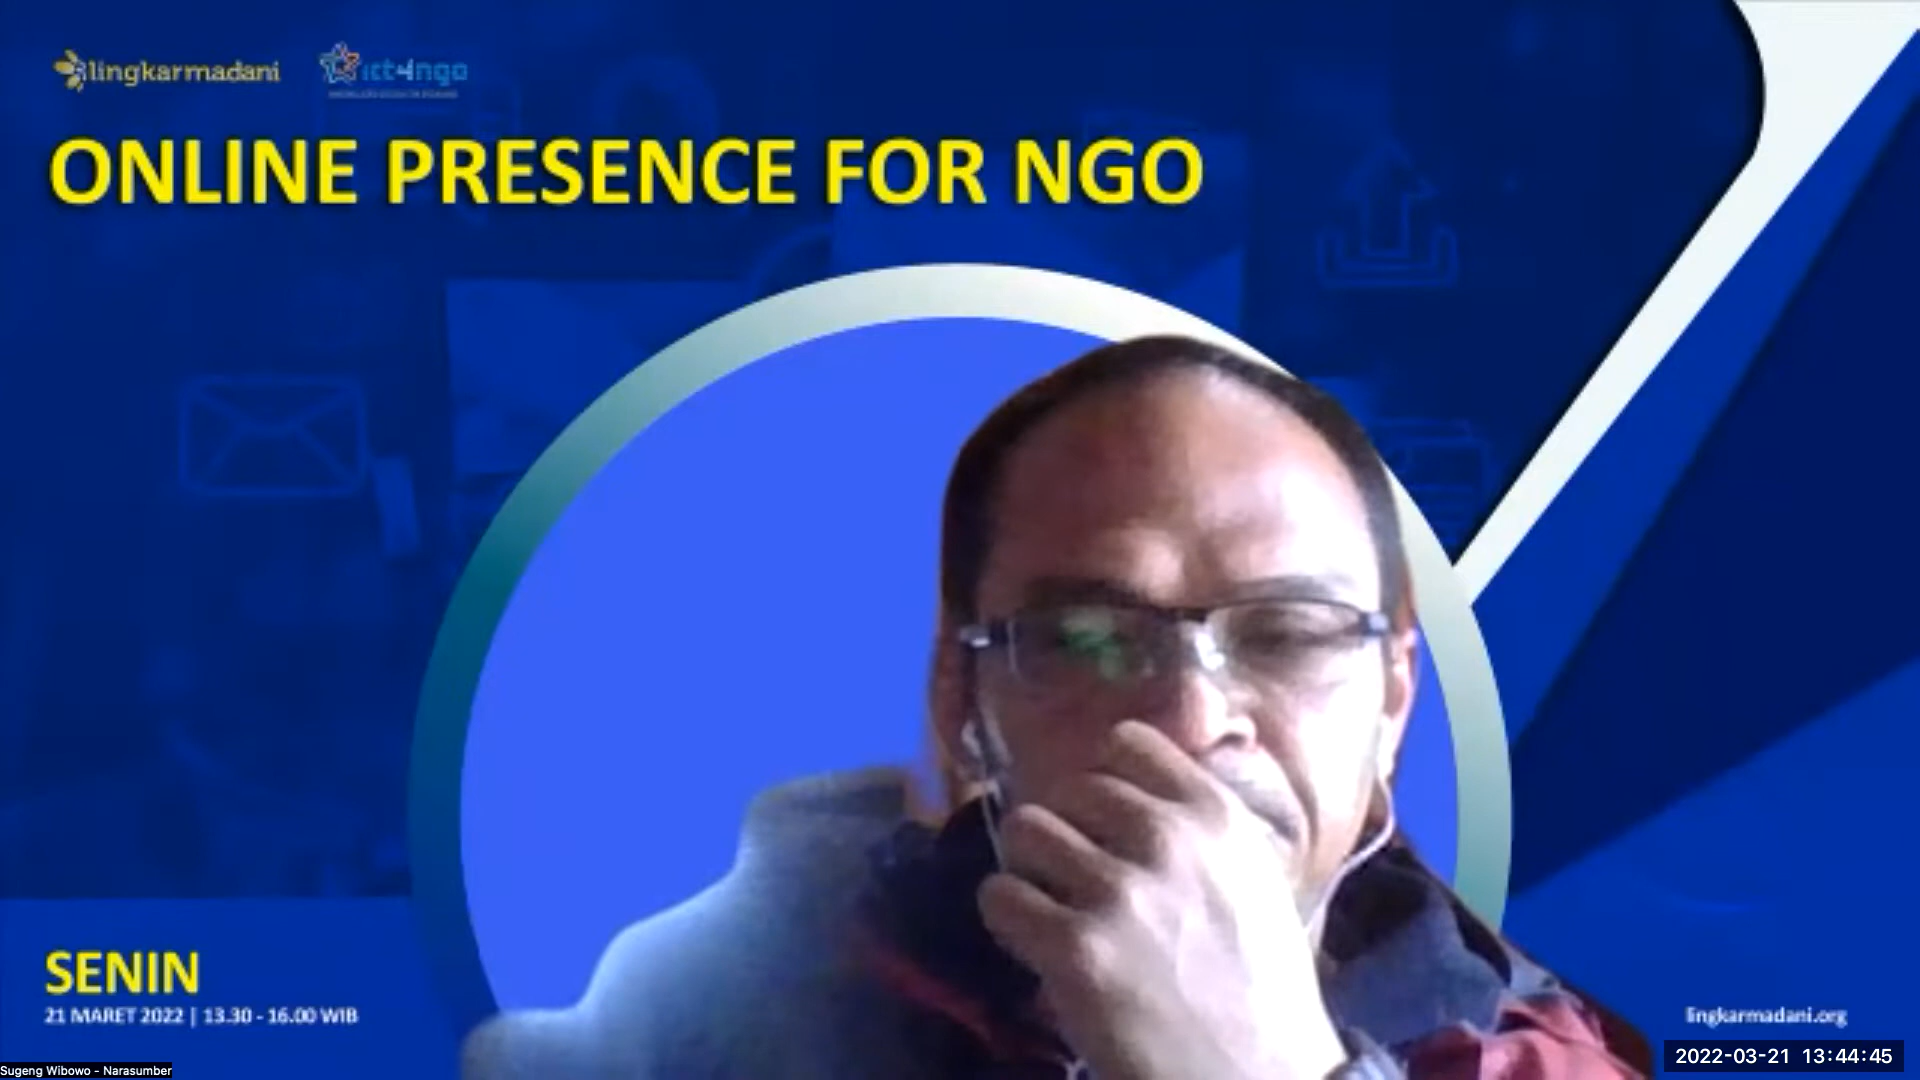 lingkarmadani
ict4ngo
ONLINE PRESENCE FOR NGO
SENIN
21 MARET 2022 | 13.30 - 16.00 WIB
lingkarmadani.org
Sugeng Wibowo - Narasumber
2022-03-21 13:44:45